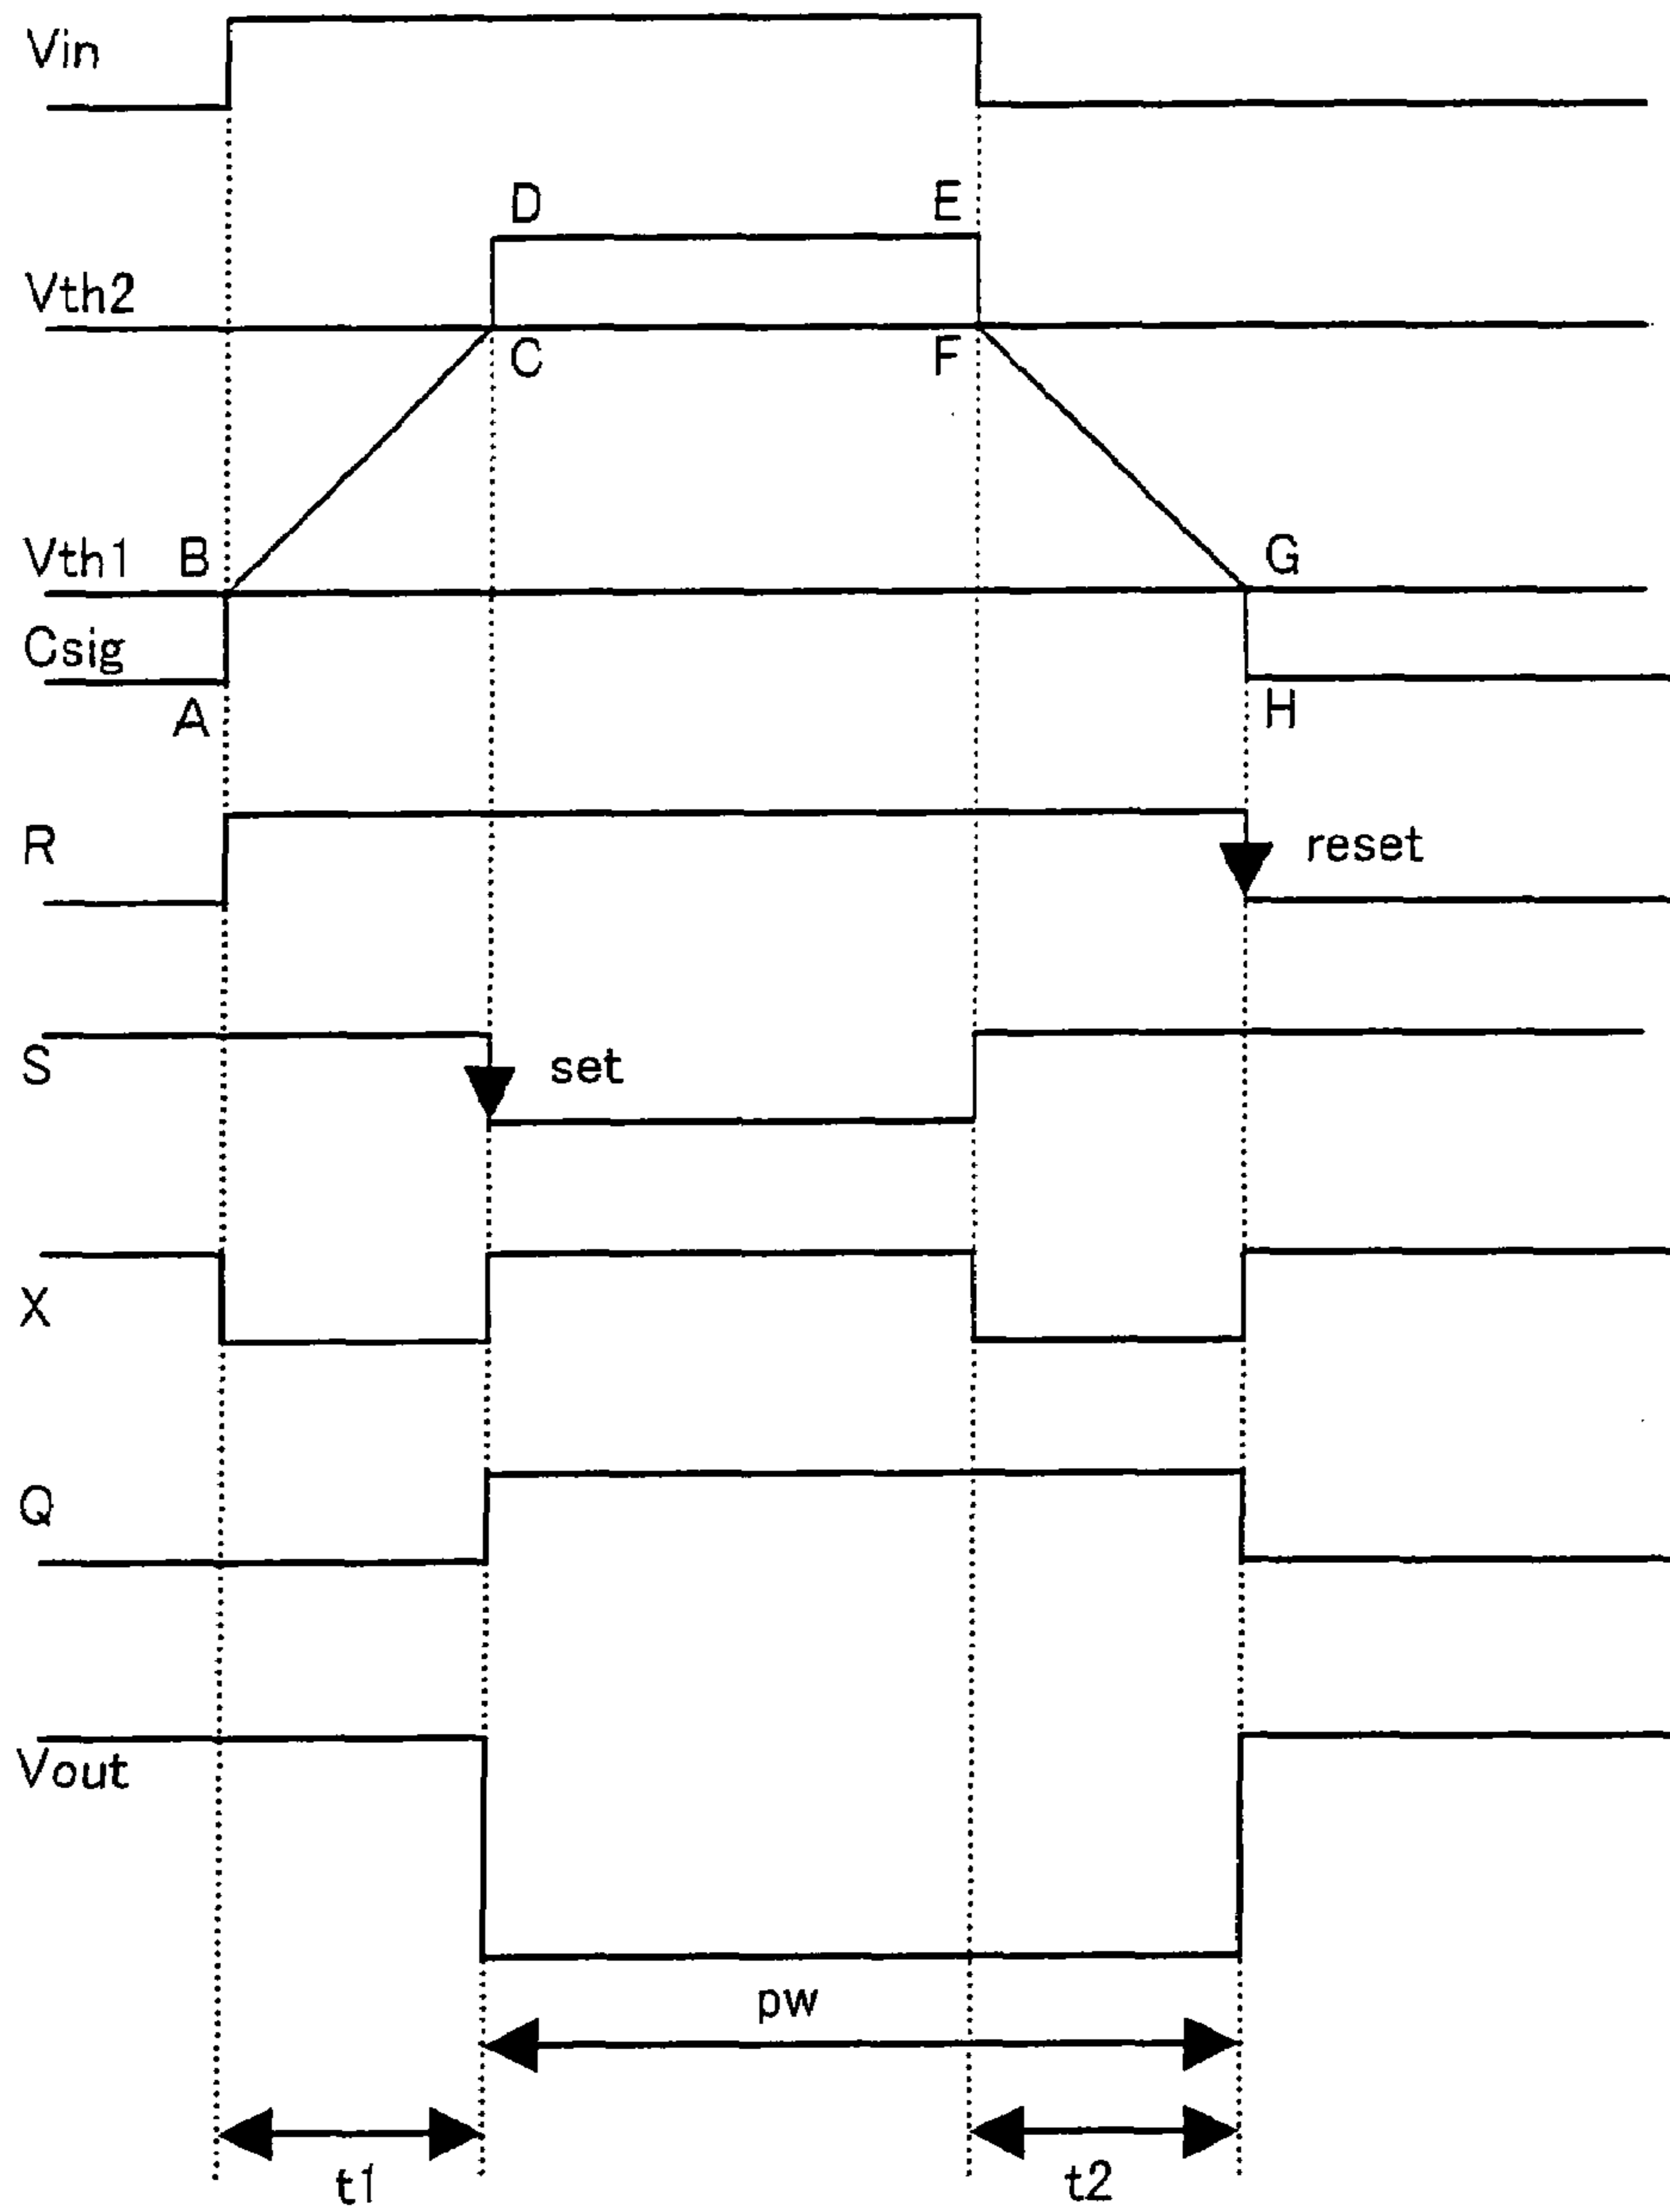 Vin
D E
Vth2
C F
Vth1 B G
Csig
A H
R reset
S set
X
Q
Vout
pw
t1 t2